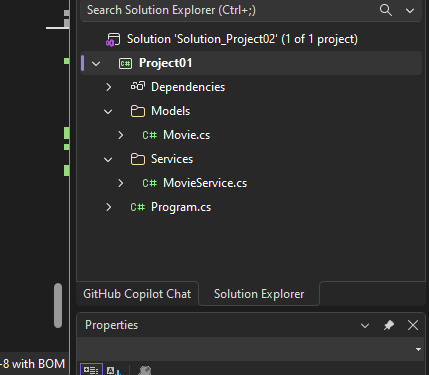 Search Solution Explorer (Ctrl+;)
Solution 'Solution_Project02' (1 of 1 project)
C# Project01
Dependencies
Models
C# Movie.cs
Services
C# MovieService.cs
C# Program.cs
GitHub Copilot Chat Solution Explorer
Properties
-8 with BOM